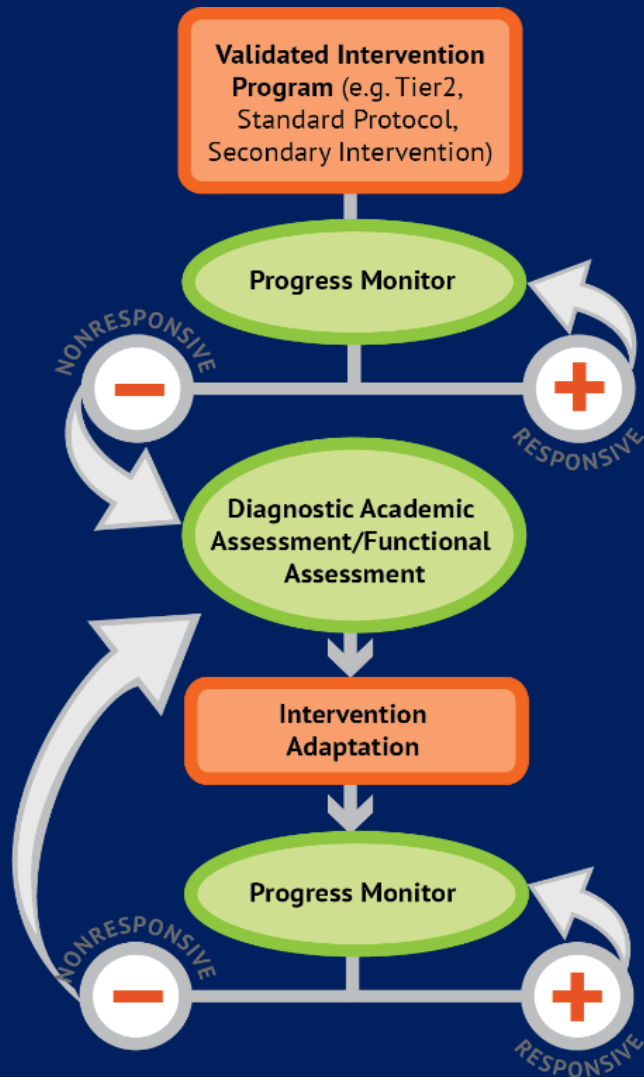 Validated Intervention
Program (e.g. Tier2,
Standard Protocol,
Secondary Intervention)
Progress Monitor
NONRESPONSIVE
RESPONSIVE
Diagnostic Academic
Assessment/Functional
Assessment
Intervention
Adaptation
Progress Monitor
NONRESPONSIVE
RESPONSIVE